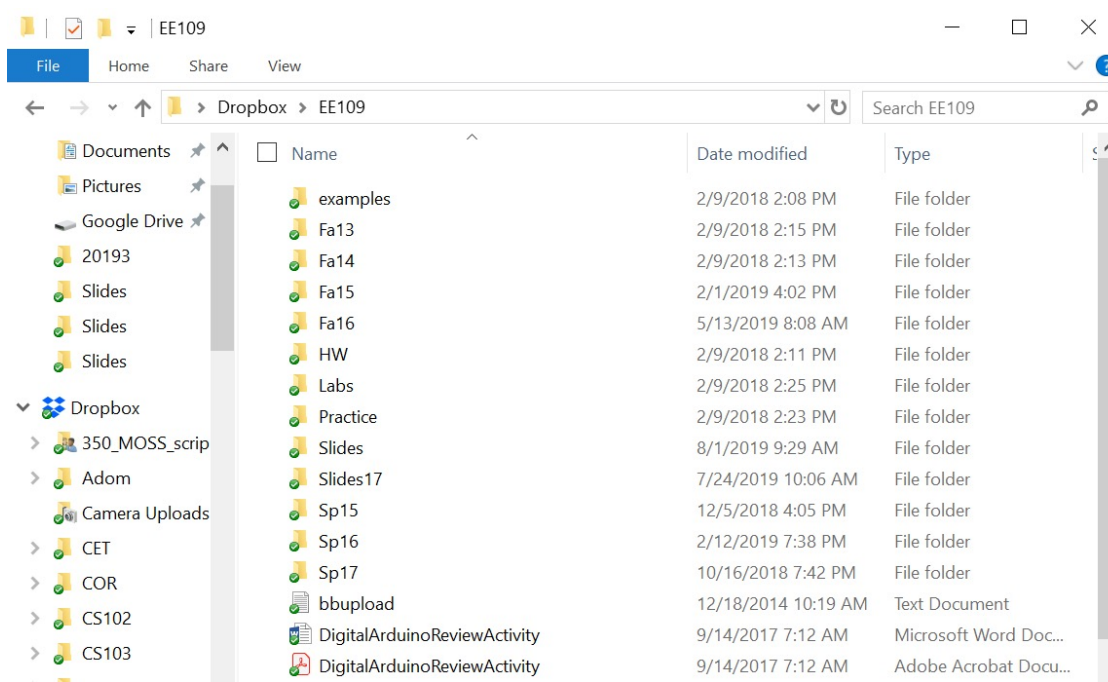 EE109
File Home Share View
Dropbox > EE109
Search EE109
Documents
Pictures
Google Drive
20193
Slides
Slides
Slides
Dropbox
350_MOSS_scrip
Adom
Camera Uploads
CET
COR
CS102
CS103
Name Date modified Type
examples 2/9/2018 2:08 PM File folder
Fa13 2/9/2018 2:15 PM File folder
Fa14 2/9/2018 2:13 PM File folder
Fa15 2/1/2019 4:02 PM File folder
Fa16 5/13/2019 8:08 AM File folder
HW 2/9/2018 2:11 PM File folder
Labs 2/9/2018 2:25 PM File folder
Practice 2/9/2018 2:23 PM File folder
Slides 8/1/2019 9:29 AM File folder
Slides17 7/24/2019 10:06 AM File folder
Sp15 12/5/2018 4:05 PM File folder
Sp16 2/12/2019 7:38 PM File folder
Sp17 10/16/2018 7:42 PM File folder
bbupload 12/18/2014 10:19 AM Text Document
DigitalArduinoReviewActivity 9/14/2017 7:12 AM Microsoft Word Doc...
DigitalArduinoReviewActivity 9/14/2017 7:12 AM Adobe Acrobat Docu...